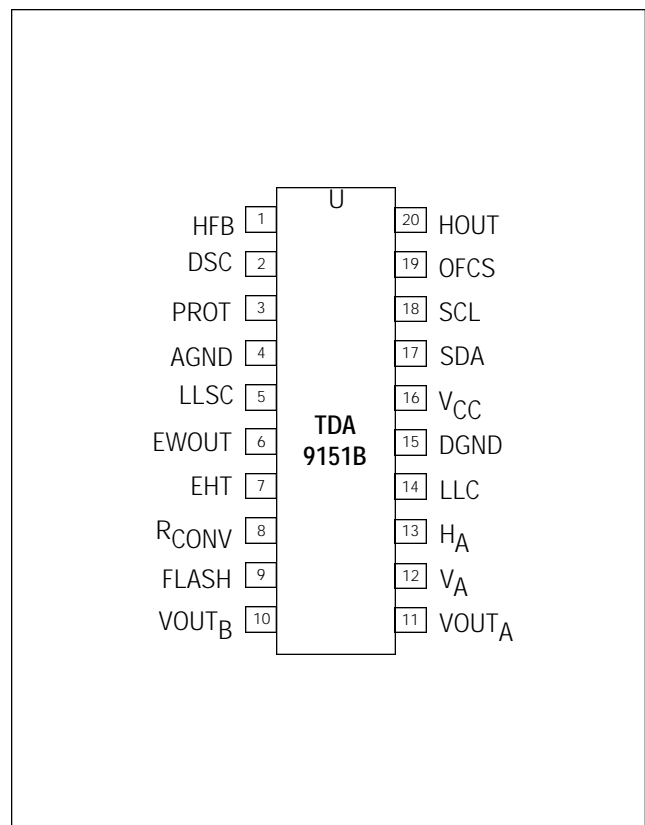 U
HFB 1 20 HOUT
DSC 2 19 OFCS
PROT 3 18 SCL
AGND 4 17 SDA
LLSC 5 16 VCC
EWOUT 6 TDA 9151B 15 DGND
EHT 7 14 LLC
RCONV 8 13 HA
FLASH 9 12 VA
VOUTB 10 11 VOUTA